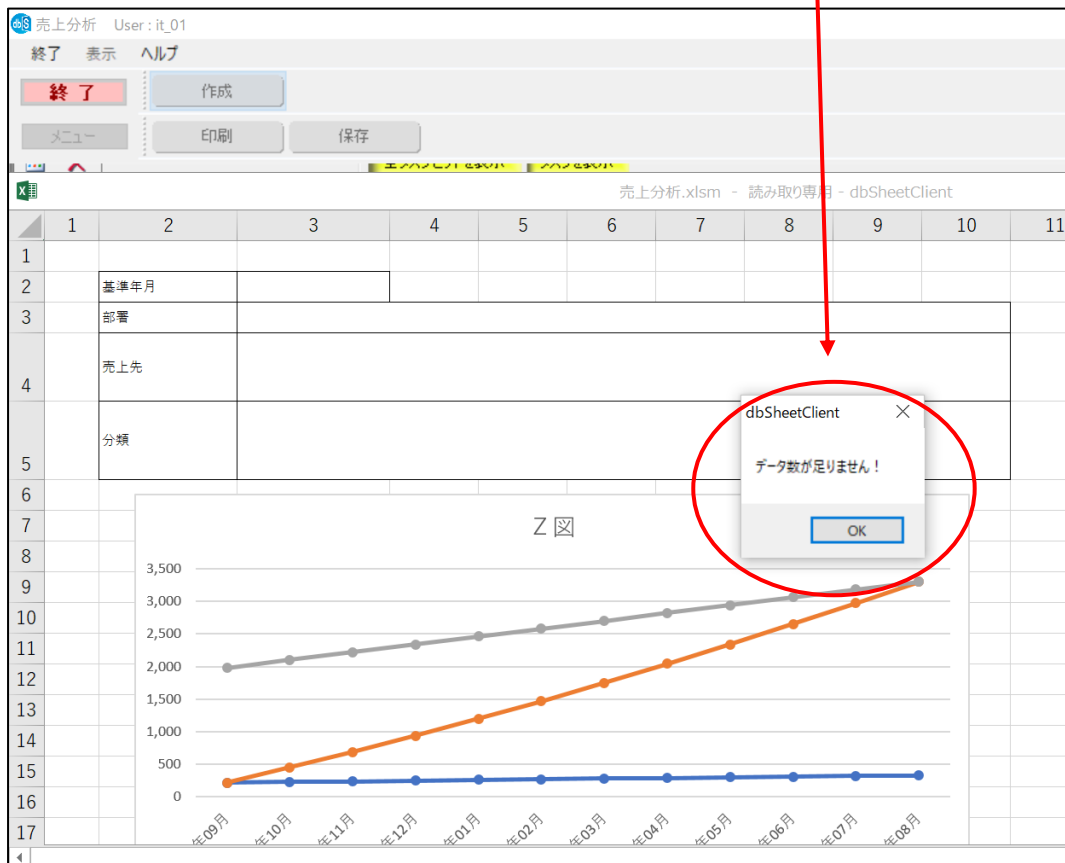 dbS 売上分析 User : it_01
終了 表示 ヘルプ
終 了 作成
メニュー 印刷 保存
売上分析.xlsm - 読み取り専用 - dbSheetClient
1 2 3 4 5 6 7 8 9 10 11
1
2 基準年月
3 部署
4 売上先
5 分類
dbSheetClient
データ数が足りません！
OK
6
7
8
9
10
11
12
13
14
15
16
17
Z 図
3,500
3,000
2,500
2,000
1,500
1,000
500
0
年09月 年10月 年11月 年12月 年01月 年02月 年03月 年04月 年05月 年06月 年07月 年08月